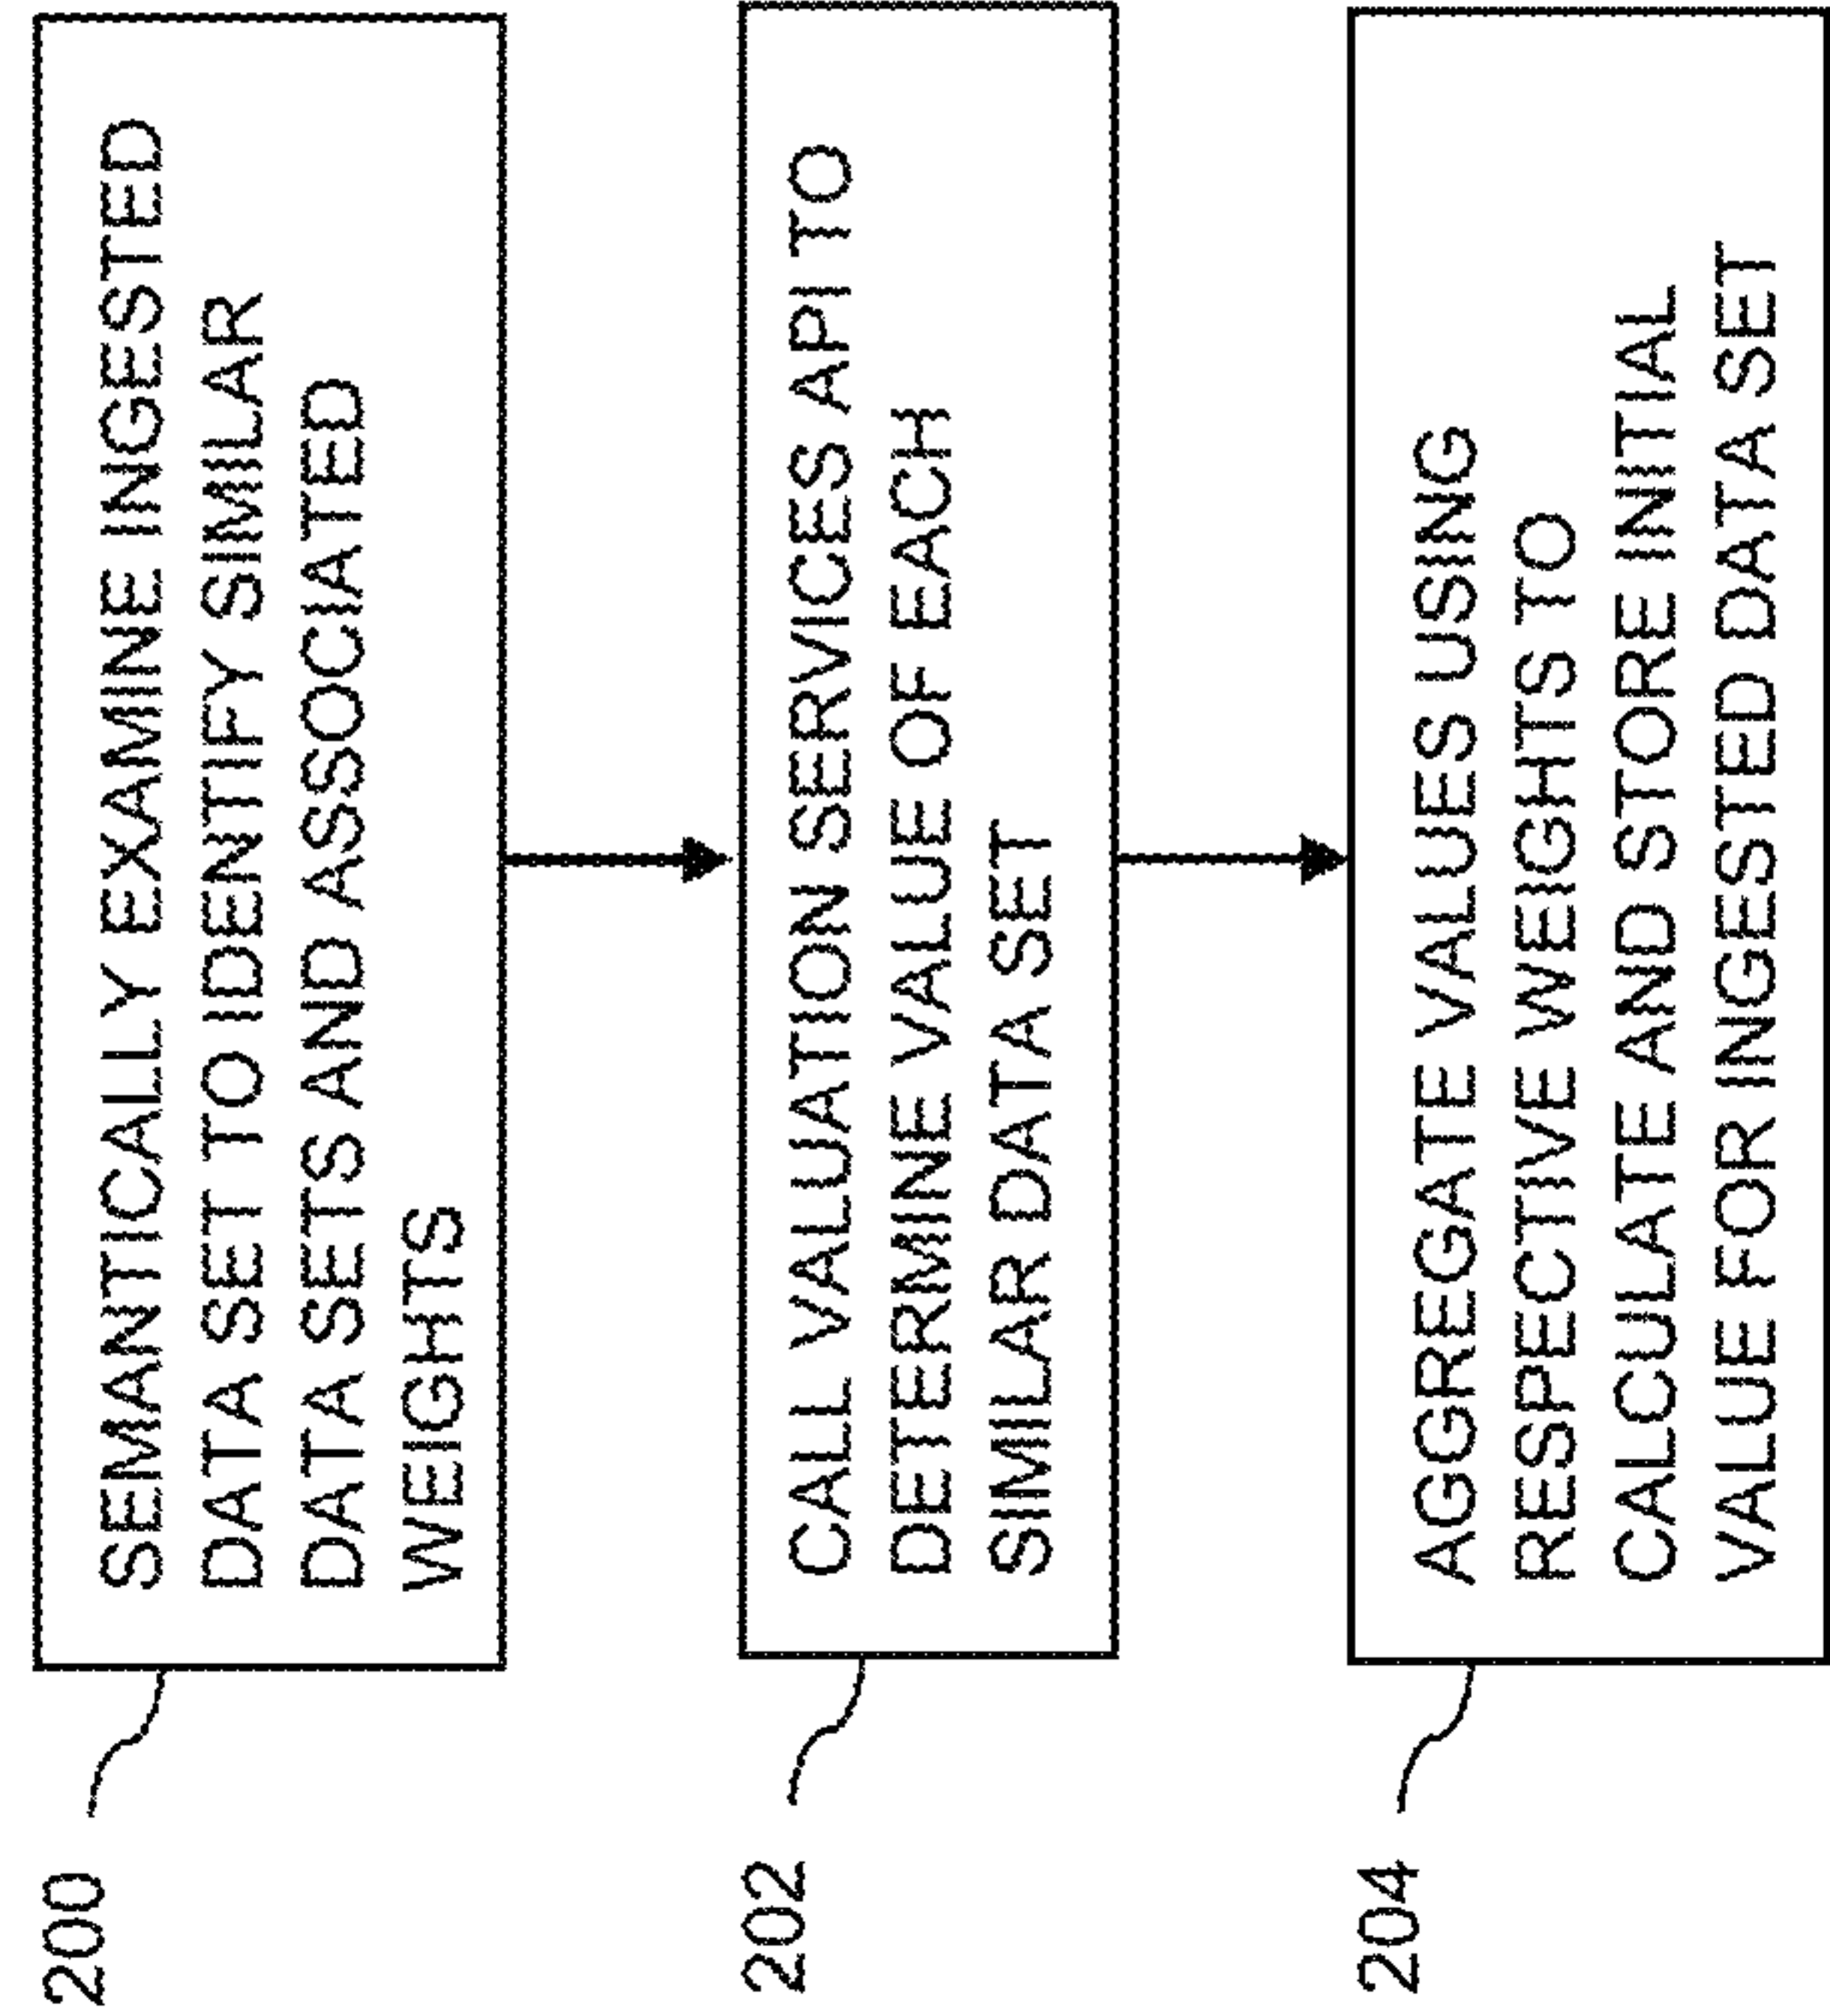 200
SEMANTICALLY EXAMINE INGESTED
DATA SET TO IDENTIFY SIMILAR
DATA SETS AND ASSOCIATED
WEIGHTS
202
CALL VALUATION SERVICES API TO
DETERMINE VALUE OF EACH
SIMILAR DATA SET
204
AGGREGATE VALUES USING
RESPECTIVE WEIGHTS TO
CALCULATE AND STORE INITIAL
VALUE FOR INGESTED DATA SET